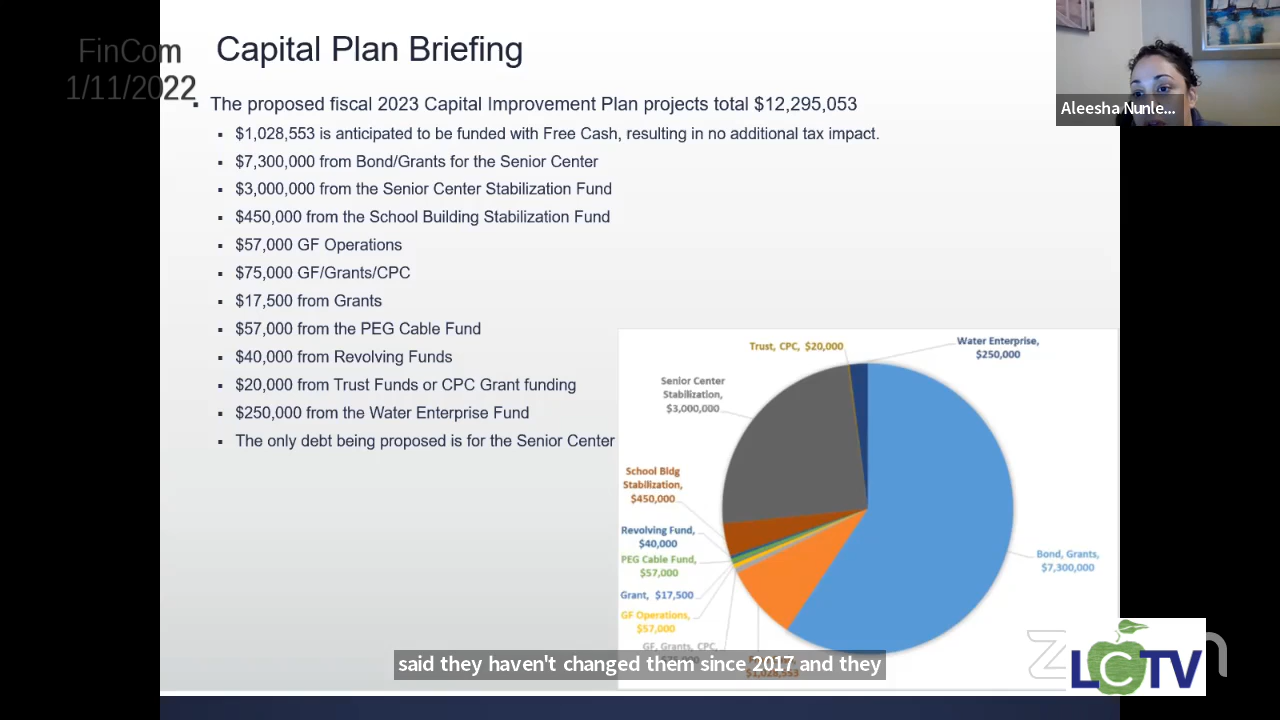 FinCom
1/11/2022
Capital Plan Briefing
Aleesha Nunle...
▪ The proposed fiscal 2023 Capital Improvement Plan projects total $12,295,053
▪ $1,028,553 is anticipated to be funded with Free Cash, resulting in no additional tax impact.
▪ $7,300,000 from Bond/Grants for the Senior Center
▪ $3,000,000 from the Senior Center Stabilization Fund
▪ $450,000 from the School Building Stabilization Fund
▪ $57,000 GF Operations
▪ $75,000 GF/Grants/CPC
▪ $17,500 from Grants
▪ $57,000 from the PEG Cable Fund
▪ $40,000 from Revolving Funds
▪ $20,000 from Trust Funds or CPC Grant funding
▪ $250,000 from the Water Enterprise Fund
▪ The only debt being proposed is for the Senior Center
Trust, CPC, $20,000
Water Enterprise,
$250,000
Senior Center
Stabilization,
$3,000,000
School Bldg
Stabilization,
$450,000
Revolving Fund,
$40,000
PEG Cable Fund,
$57,000
Grant, $17,500
GF Operations,
$57,000
GF, Grants, CPC,
Bond, Grants,
$7,300,000
$1,028,553
said they haven't changed them since 2017 and they
LCTV